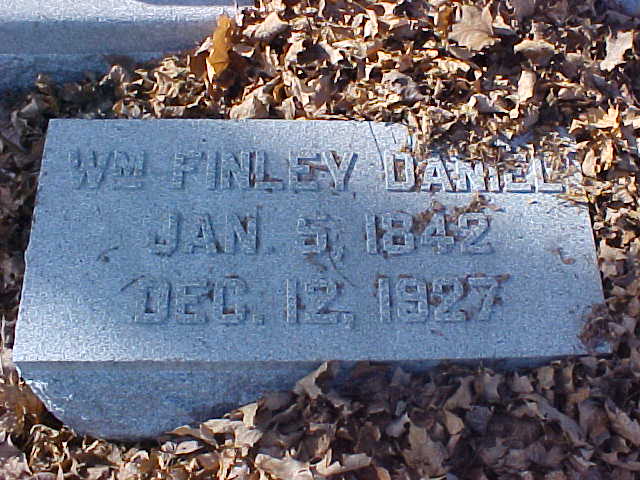 WM FINLEY DANIEL
JAN. 5, 1842
DEC. 12, 1927